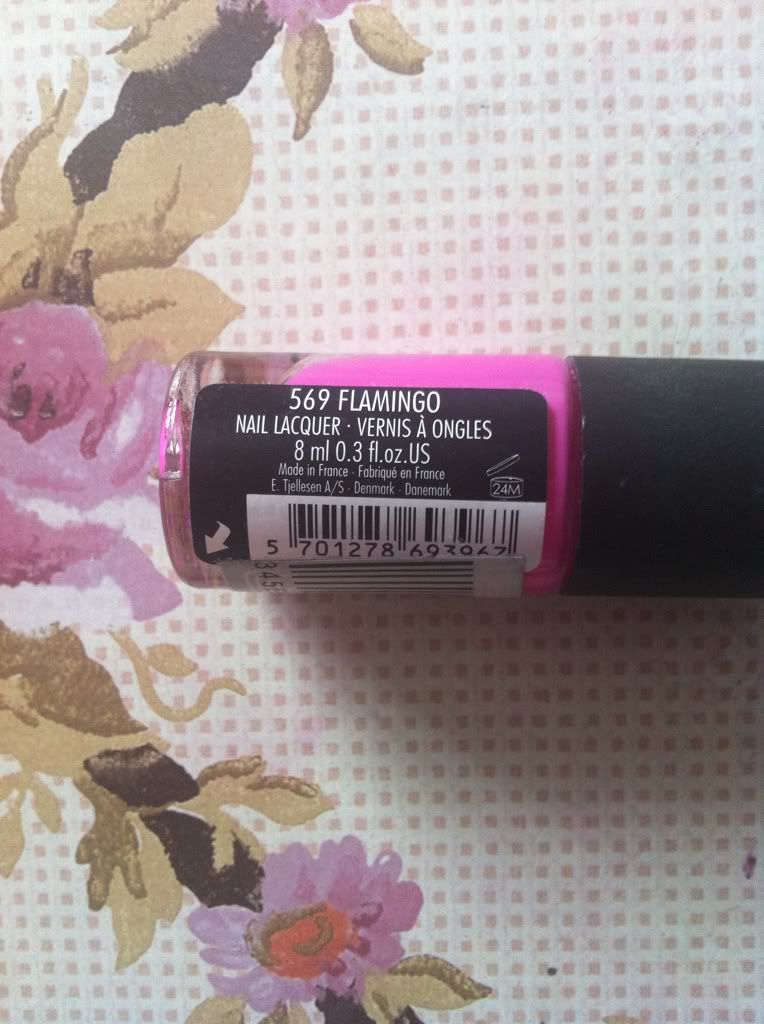 569 FLAMINGO
NAIL LACQUER · VERNIS À ONGLES
8 ml 0.3 fl.oz.US
Made in France · Fabriqué en France
E. Tjellesen A/S · Denmark · Danemark
24M
5 701278 693967
345